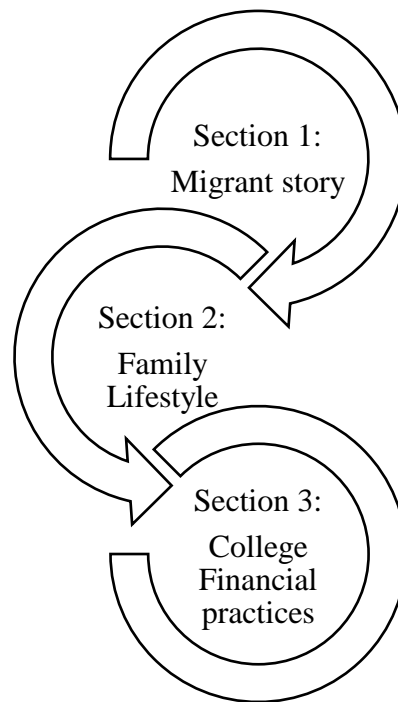 Section 1:
Migrant story
Section 2:
Family
Lifestyle
Section 3:
College
Financial
practices